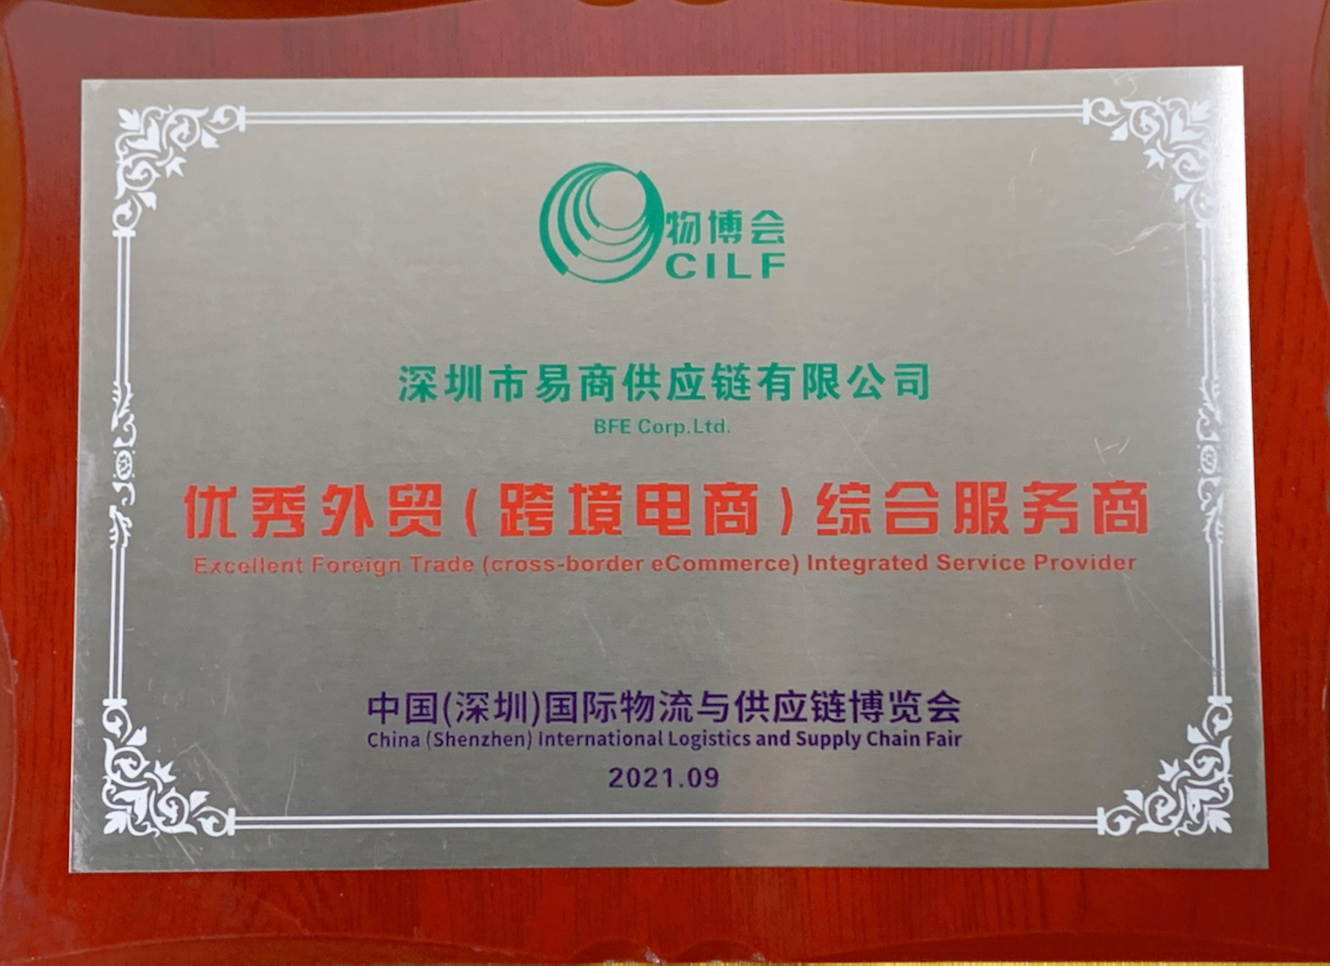 物博会
CILF
深圳市易商供应链有限公司
BFE Corp.Ltd.
优秀外贸(跨境电商)综合服务商
Excellent Foreign Trade (cross-border eCommerce) Integrated Service Provider
中国(深圳)国际物流与供应链博览会
China (Shenzhen) International Logistics and Supply Chain Fair
2021.09